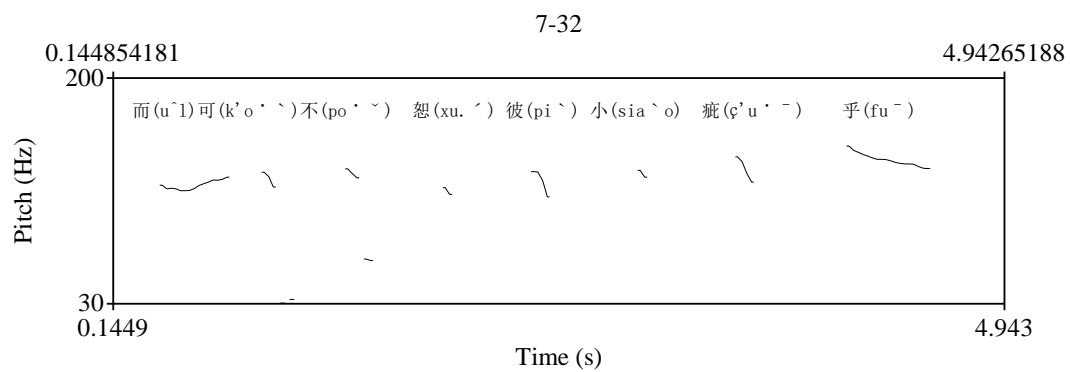 7-32
0.144854181 4.94265188
200
而(uˆl)可(k'o˙ˋ)不(po˙ˇ) 恕(xu.ˊ) 彼(piˋ) 小(siaˋo) 疵(ç'u˙ˉ) 乎(fuˉ)
Pitch (Hz)
30
0.1449 4.943
Time (s)